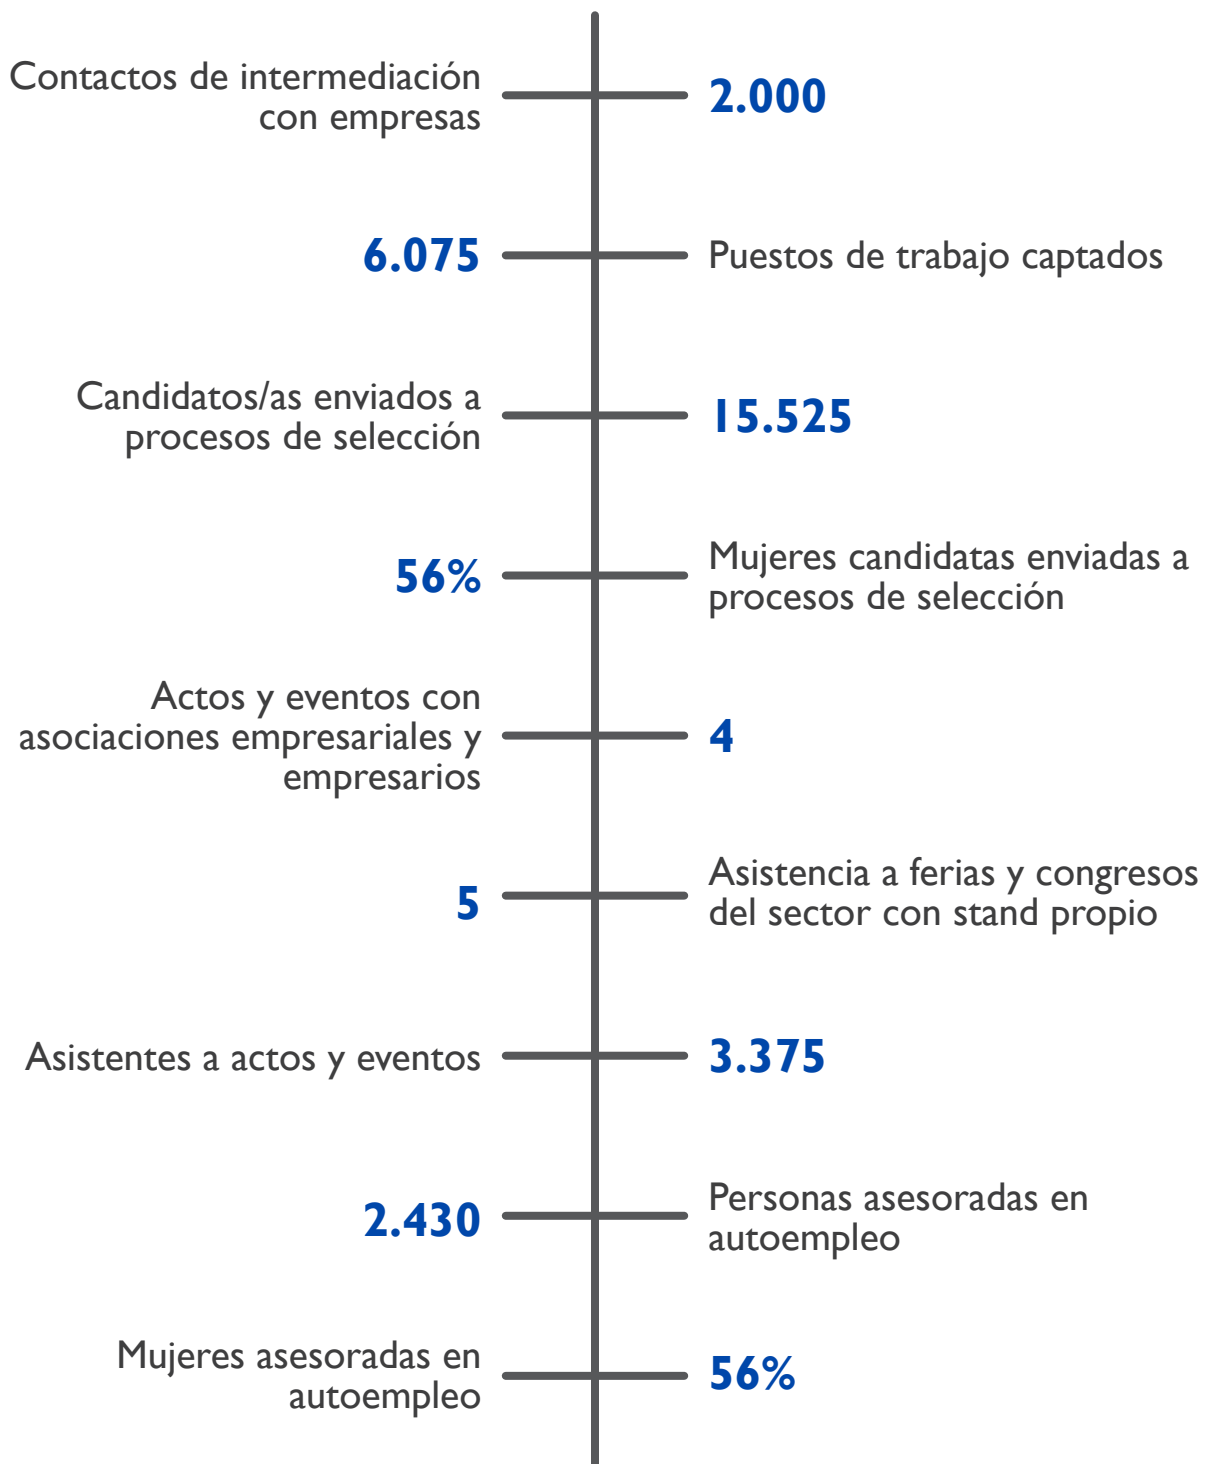 Contactos de intermediación
con empresas
2.000
6.075
Puestos de trabajo captados
Candidatos/as enviados a
procesos de selección
15.525
56%
Mujeres candidatas enviadas a
procesos de selección
Actos y eventos con
asociaciones empresariales y
empresarios
4
5
Asistencia a ferias y congresos
del sector con stand propio
Asistentes a actos y eventos
3.375
2.430
Personas asesoradas en
autoempleo
Mujeres asesoradas en
autoempleo
56%